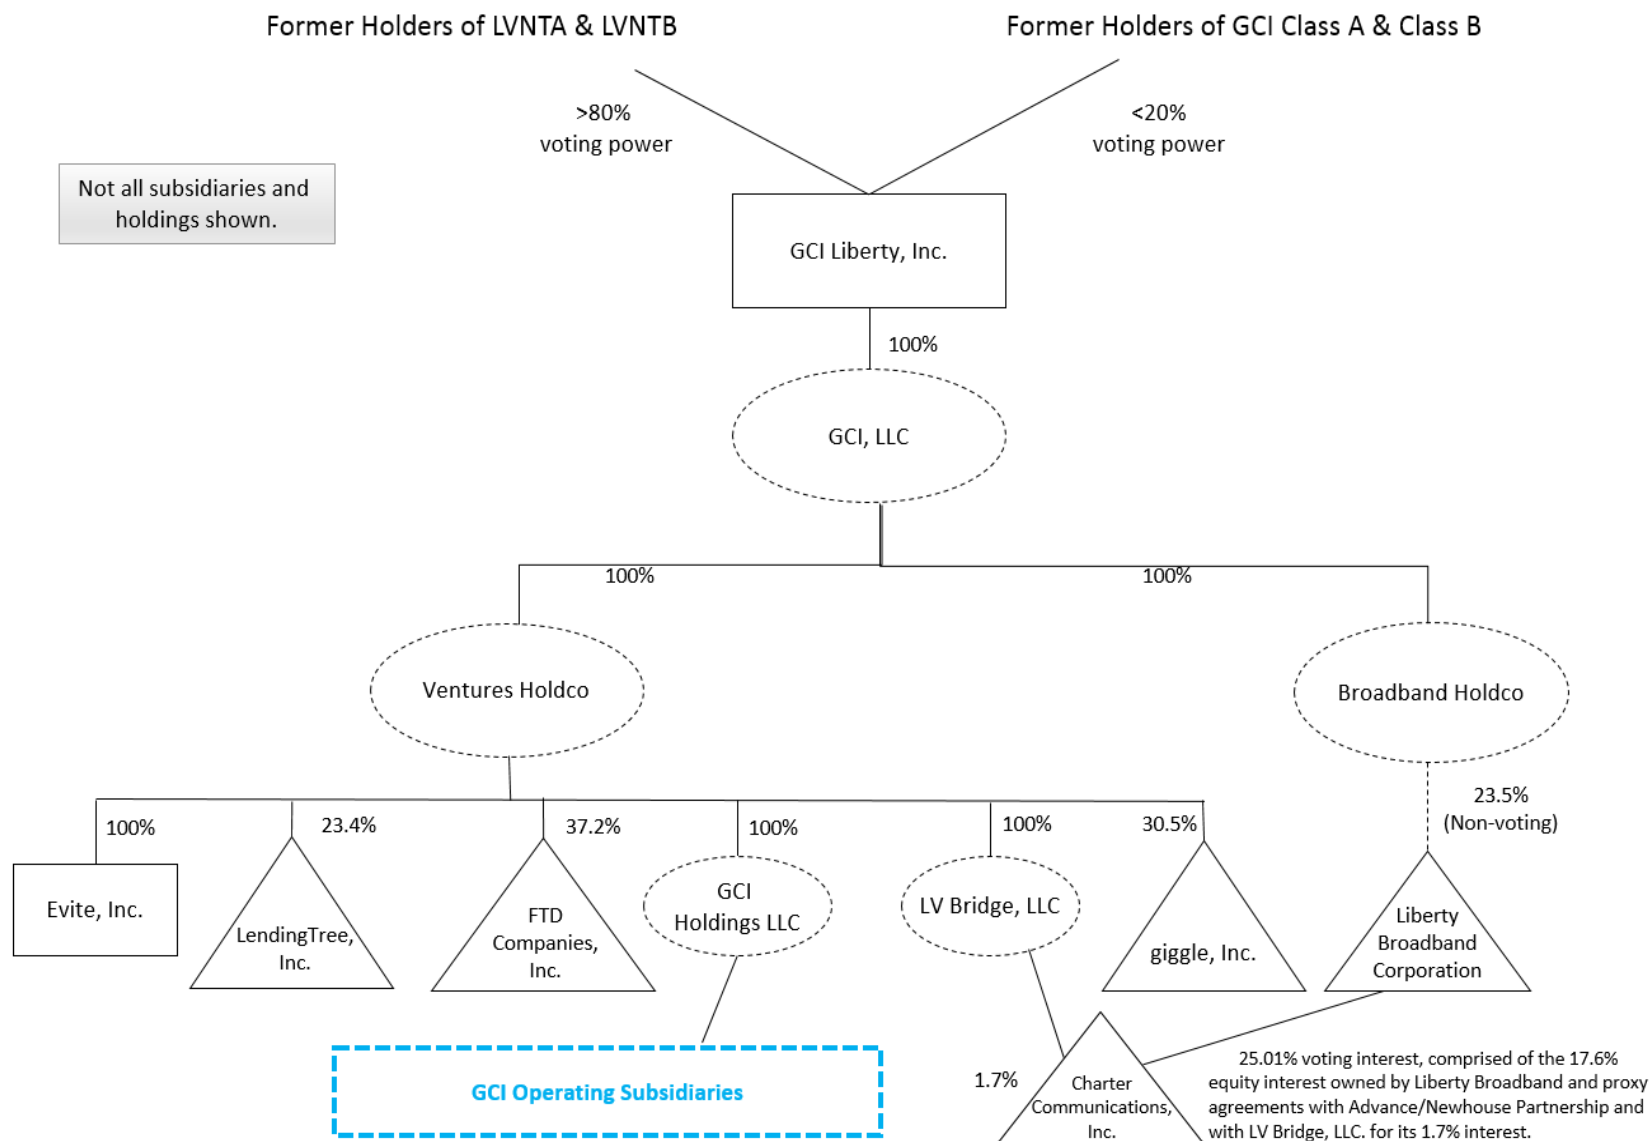 Former Holders of LVNTA & LVNTB
Former Holders of GCI Class A & Class B
>80%
voting power
<20%
voting power
Not all subsidiaries and
holdings shown.
GCI Liberty, Inc.
100%
GCI, LLC
100%
100%
Ventures Holdco
Broadband Holdco
100%
23.4%
37.2%
100%
100%
30.5%
23.5%
(Non-voting)
Evite, Inc.
LendingTree,
Inc.
FTD
Companies,
Inc.
GCI
Holdings LLC
LV Bridge, LLC
giggle, Inc.
Liberty
Broadband
Corporation
GCI Operating Subsidiaries
1.7%
Charter
Communications,
Inc.
25.01% voting interest, comprised of the 17.6%
equity interest owned by Liberty Broadband and proxy
agreements with Advance/Newhouse Partnership and
with LV Bridge, LLC. for its 1.7% interest.